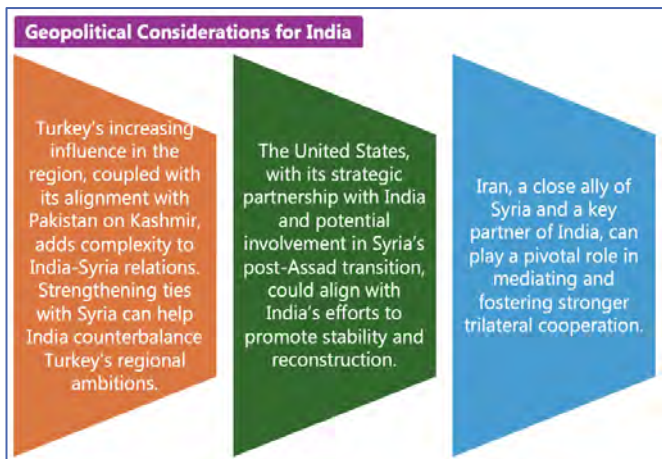 Geopolitical Considerations for India
Turkey's increasing
influence in the
region, coupled with
its alignment with
Pakistan on Kashmir,
adds complexity to
India-Syria relations.
Strengthening ties
with Syria can help
India counterbalance
Turkey's regional
ambitions.
The United States,
with its strategic
partnership with India
and potential
involvement in Syria's
post-Assad transition,
could align with
India's efforts to
promote stability and
reconstruction.
Iran, a close ally of
Syria and a key
partner of India, can
play a pivotal role in
mediating and
fostering stronger
trilateral cooperation.